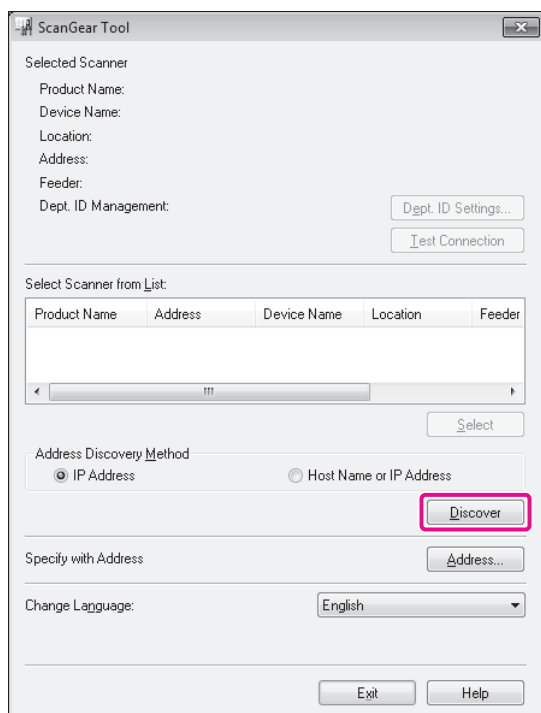 ScanGear Tool
Selected Scanner
Product Name:
Device Name:
Location:
Address:
Feeder:
Dept. ID Management:
Dept. ID Settings...
Test Connection
Select Scanner from List:
Product Name Address Device Name Location Feeder
Select
Address Discovery Method
IP Address Host Name or IP Address
Discover
Specify with Address Address...
Change Language: English
Exit Help